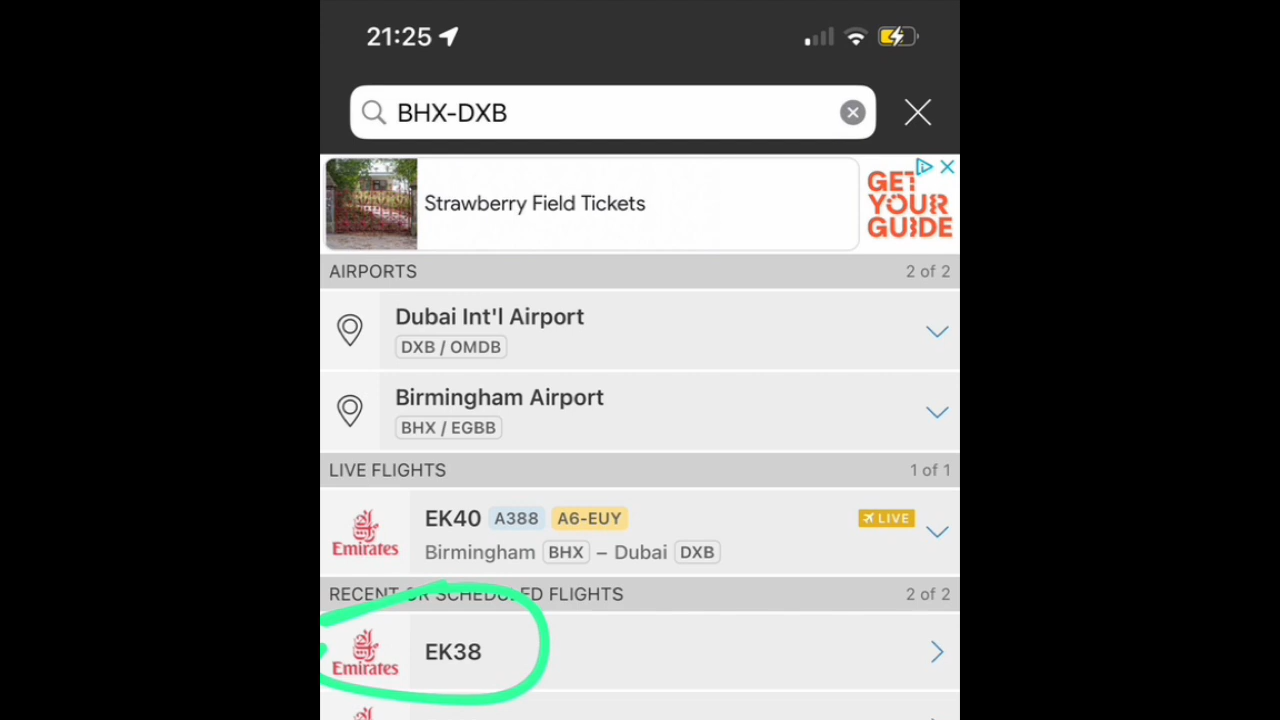 21:25
BHX-DXB
Strawberry Field Tickets
GET
YOUR
GUIDE
AIRPORTS 2 of 2
Dubai Int'l Airport
DXB / OMDB
Birmingham Airport
BHX / EGBB
LIVE FLIGHTS 1 of 1
EK40 A388 A6-EUY LIVE
Emirates
Birmingham BHX – Dubai DXB
RECENT OR SCHEDULED FLIGHTS 2 of 2
EK38
Emirates